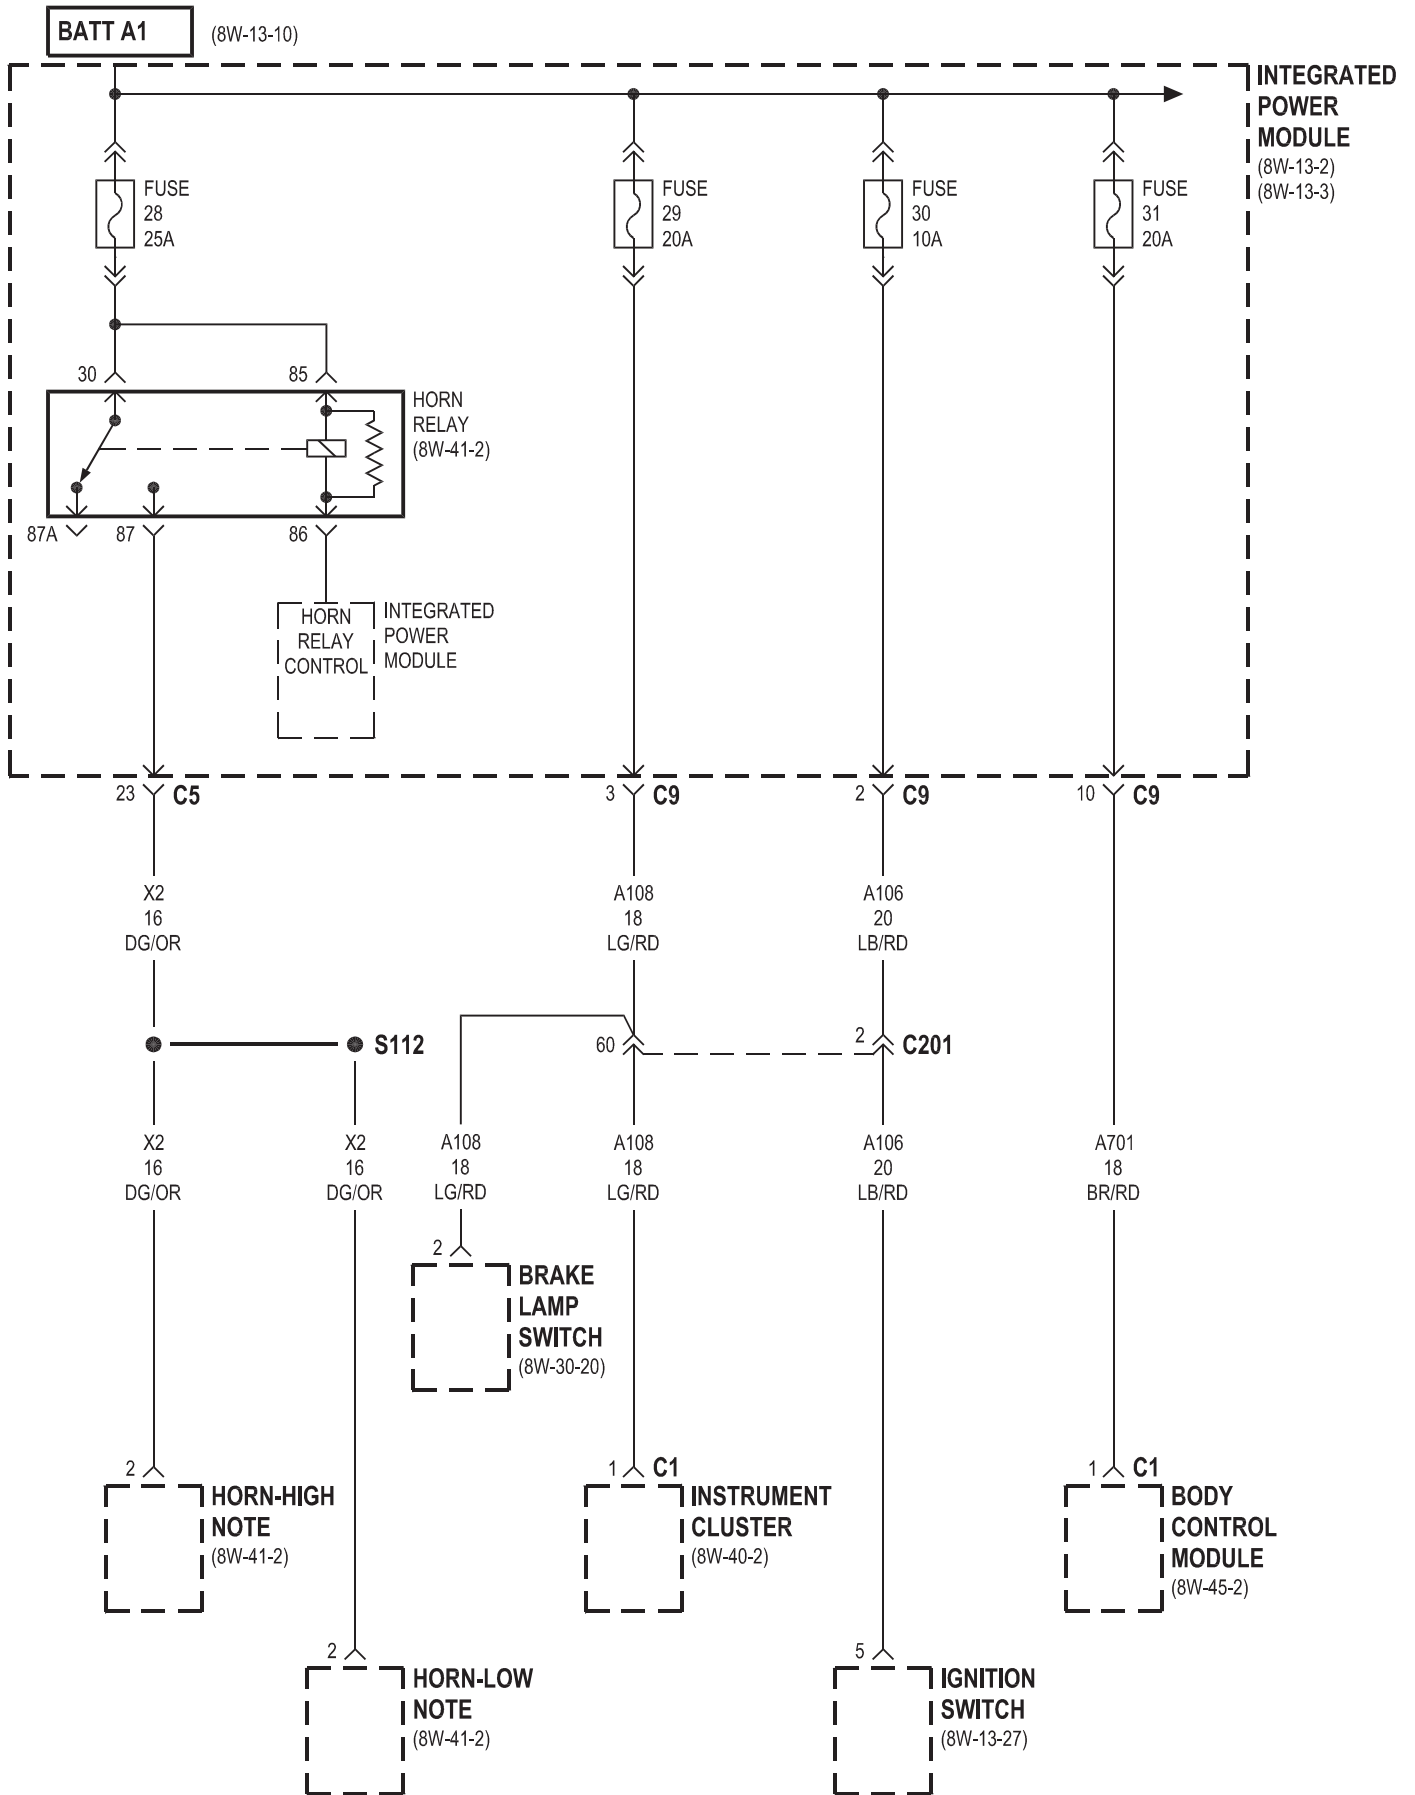 BATT A1
(8W-13-10)
INTEGRATED
POWER
MODULE
(8W-13-2)
(8W-13-3)
FUSE
28
25A
FUSE
29
20A
FUSE
30
10A
FUSE
31
20A
30
85
HORN
RELAY
(8W-41-2)
87A
87
86
HORN
RELAY
CONTROL
INTEGRATED
POWER
MODULE
23
C5
3
C9
2
C9
10
C9
X2
16
DG/OR
A108
18
LG/RD
A106
20
LB/RD
S112
60
2
C201
X2
16
DG/OR
X2
16
DG/OR
A108
18
LG/RD
A108
18
LG/RD
A106
20
LB/RD
A701
18
BR/RD
2
BRAKE
LAMP
SWITCH
(8W-30-20)
2
HORN-HIGH
NOTE
(8W-41-2)
1
C1
INSTRUMENT
CLUSTER
(8W-40-2)
1
C1
BODY
CONTROL
MODULE
(8W-45-2)
2
HORN-LOW
NOTE
(8W-41-2)
5
IGNITION
SWITCH
(8W-13-27)